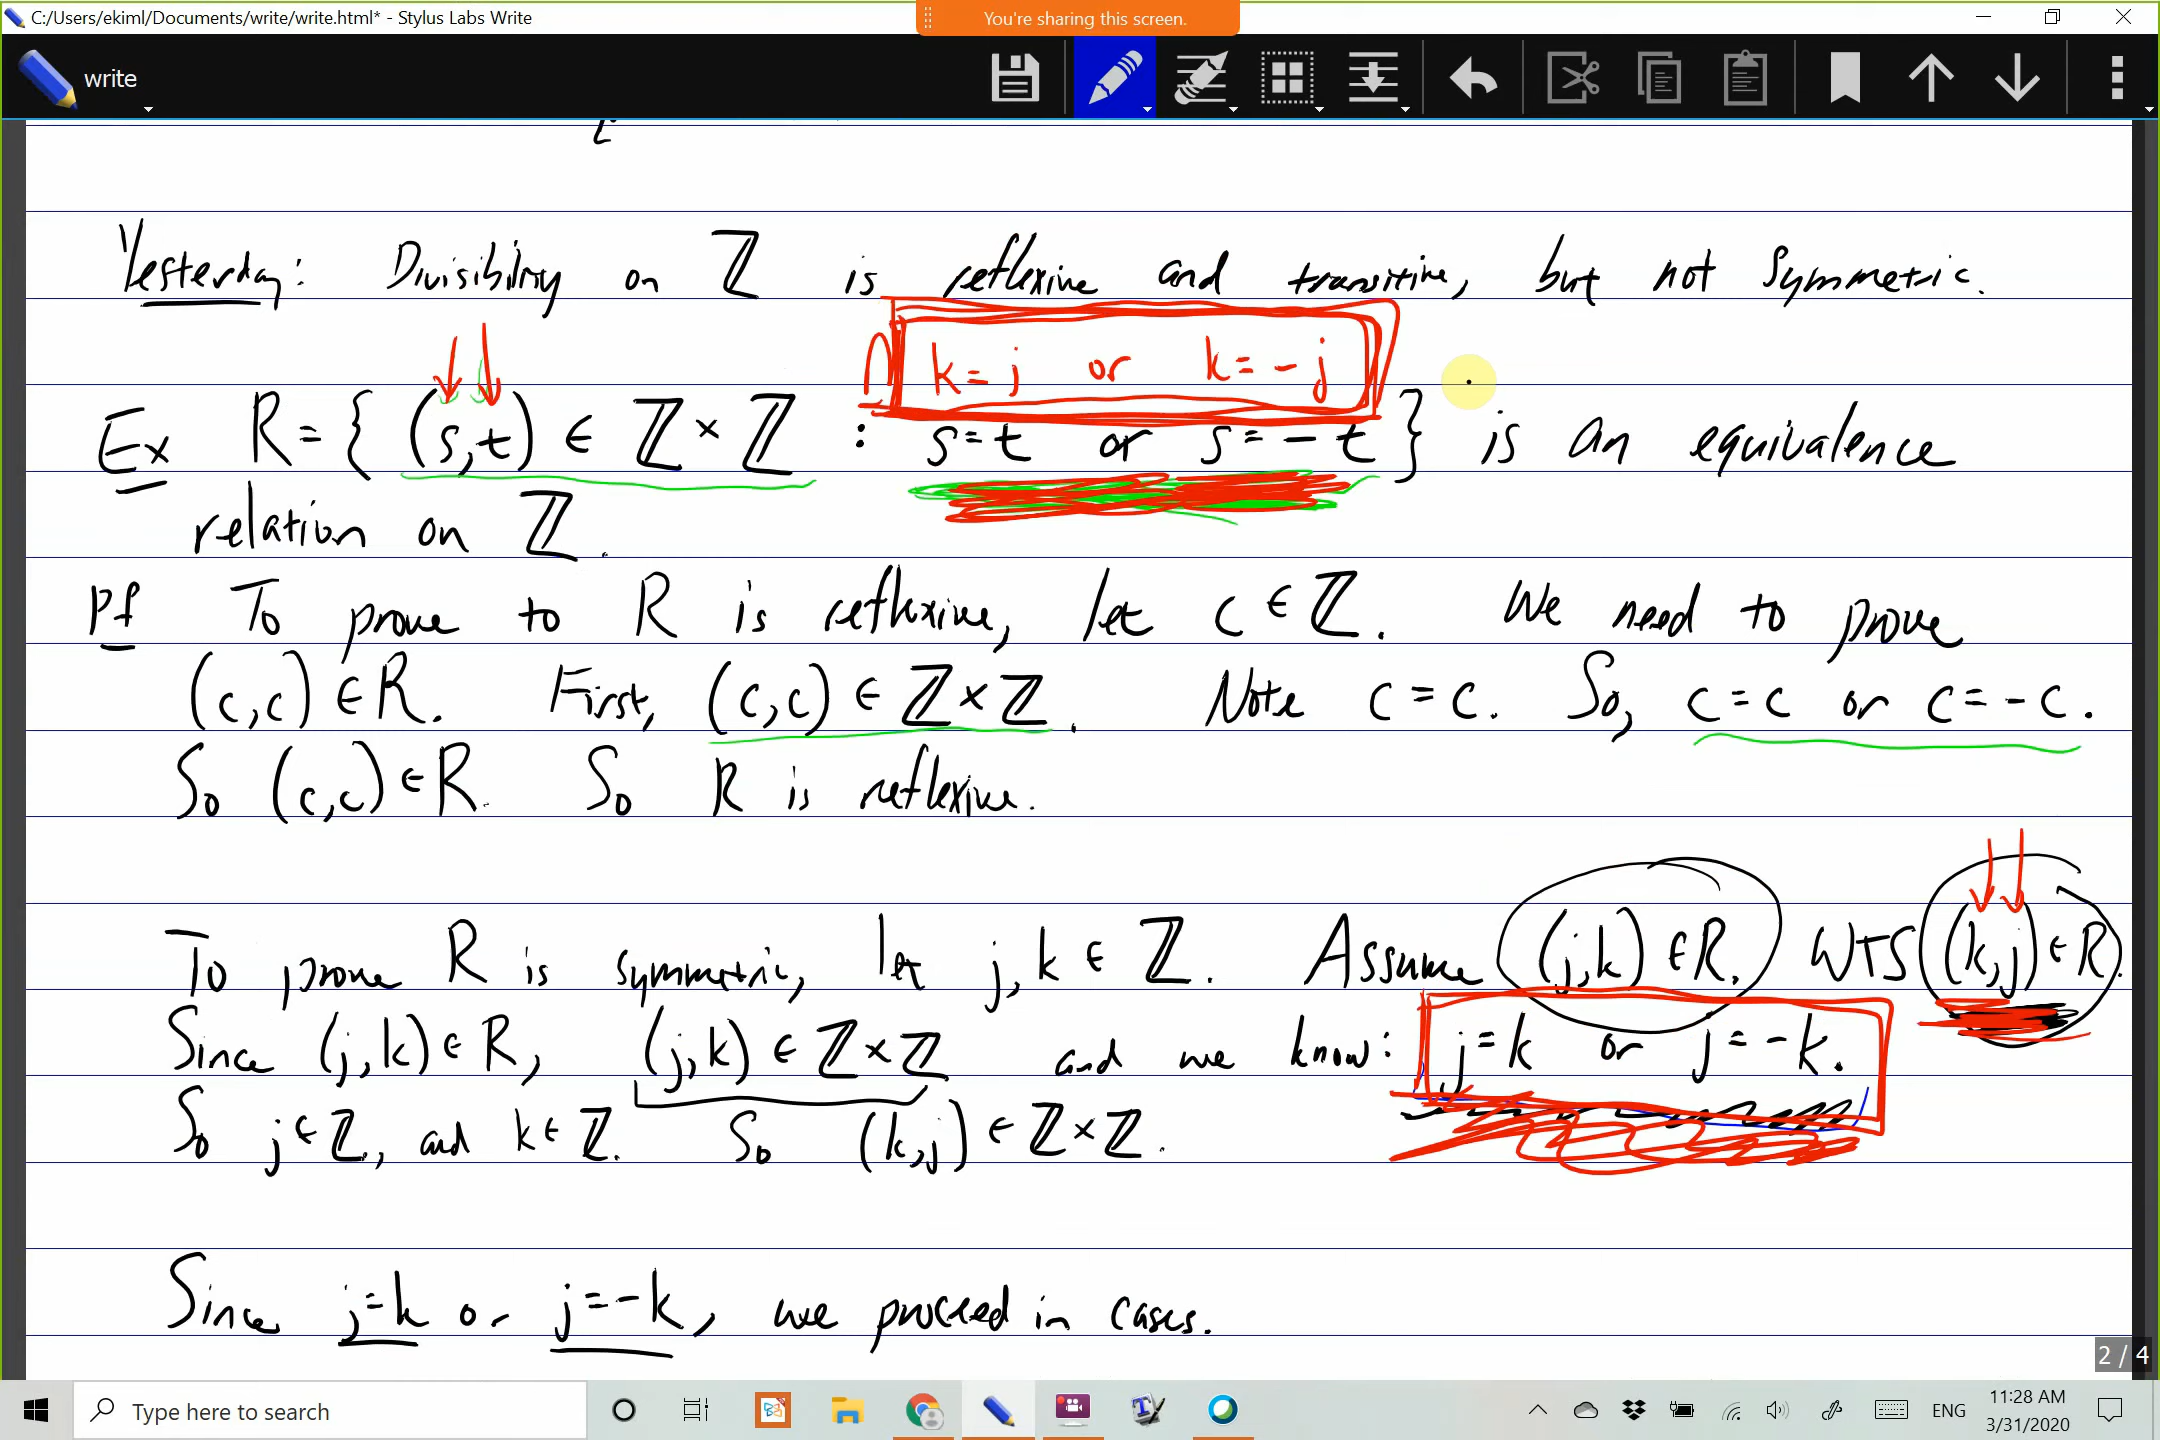 C:/Users/ekiml/Documents/write/write.html* - Stylus Labs Write
You're sharing this screen.
write
Yesterday: Divisibility on ℤ is reflexive and transitive, but not symmetric.
k = j or k = - j
Ex R = { (s,t) ∈ ℤ × ℤ : s = t or s = - t } is an equivalence
relation on ℤ.
Pf To prove to R is reflexive, let c ∈ ℤ. We need to prove
(c,c) ∈ R. First, (c,c) ∈ ℤ × ℤ. Note c = c. So, c = c or c = - c.
So (c,c) ∈ R. So R is reflexive.
To prove R is symmetric, let j, k ∈ ℤ. Assume (j,k) ∈ R. WTS (k,j) ∈ R.
Since (j,k) ∈ R, (j,k) ∈ ℤ × ℤ and we know: j = k or j = - k.
So j ∈ ℤ, and k ∈ ℤ. So (k,j) ∈ ℤ × ℤ.
Since j = k or j = - k, we proceed in cases.
2 / 4
Type here to search
ENG
11:28 AM
3/31/2020